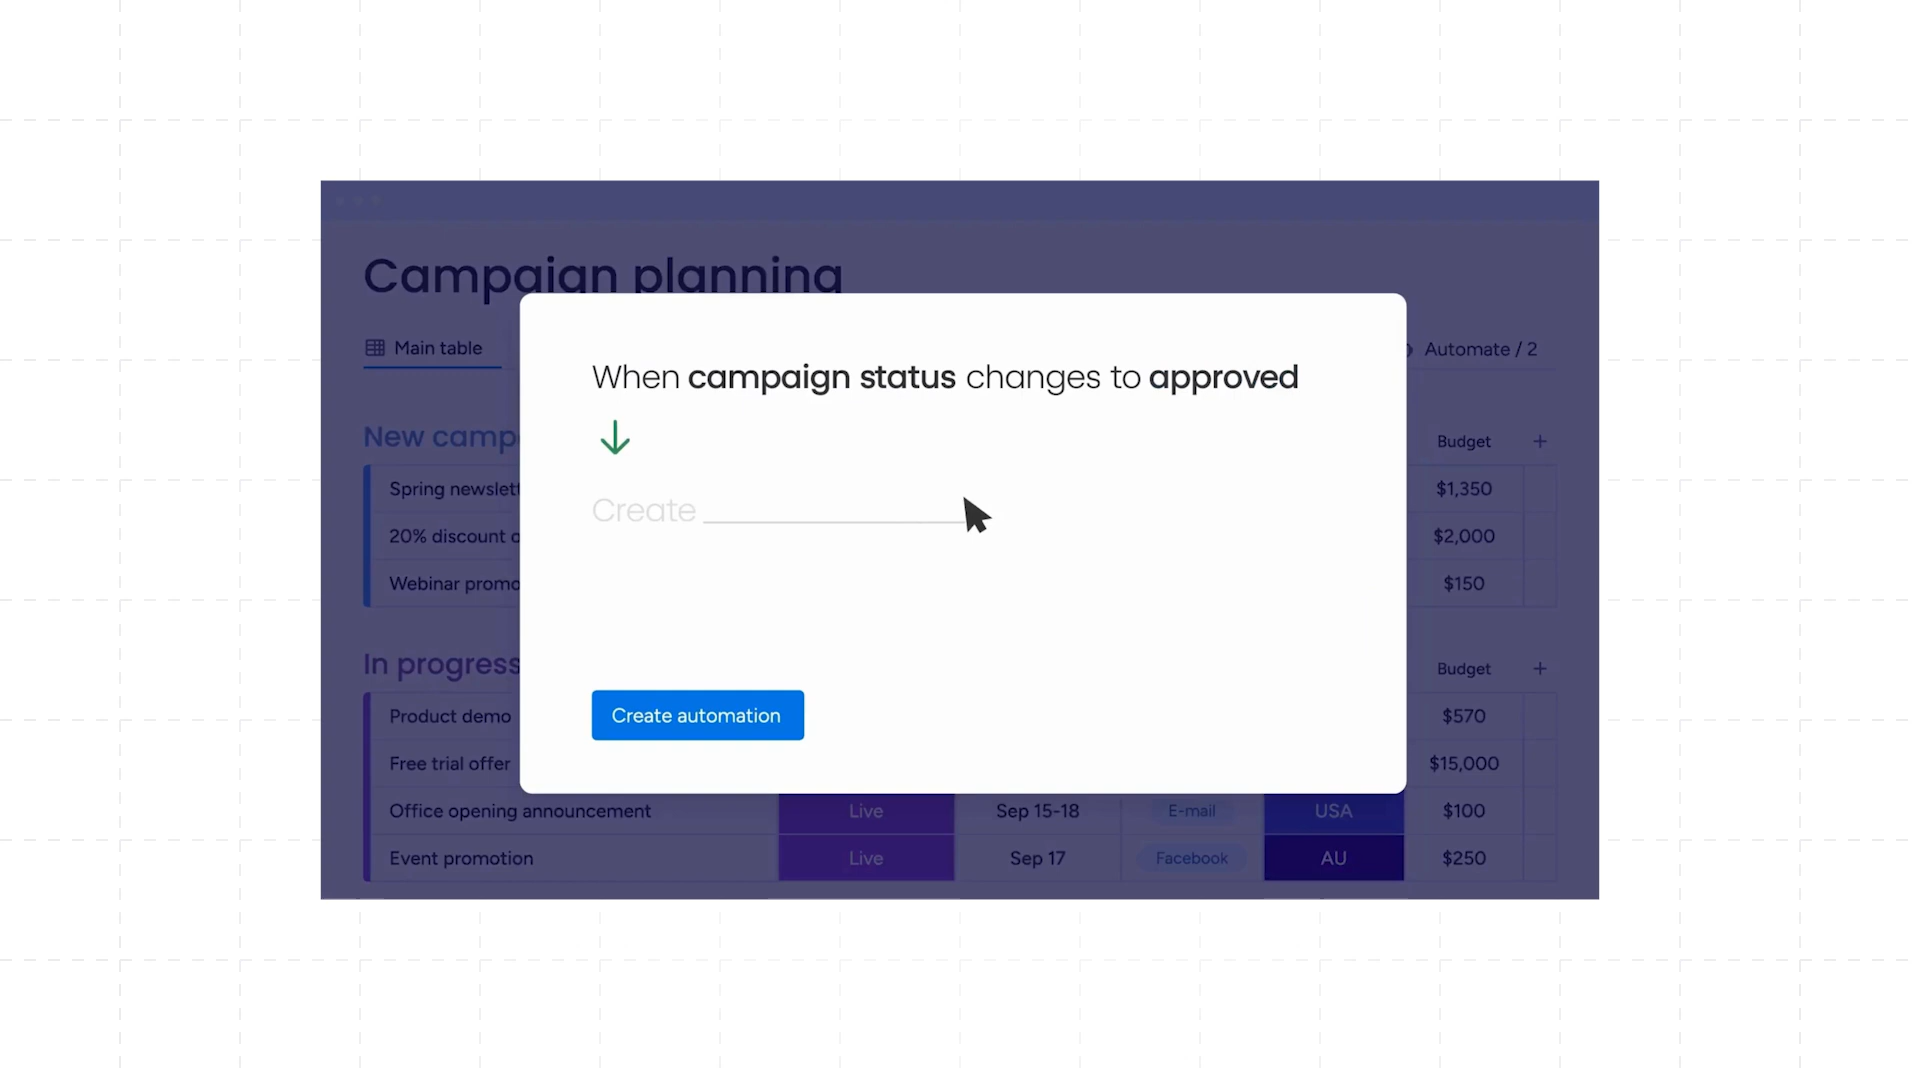 Campaign planning
Main table
Automate / 2
When campaign status changes to approved
Create
Create automation
New camp
Budget +
Spring newslett
$1,350
20% discount
$2,000
Webinar promo
$150
In progress
Budget +
Product demo
$570
Free trial offer
$15,000
Office opening announcement Live Sep 15-18 E-mail USA $100
Event promotion Live Sep 17 Facebook AU $250